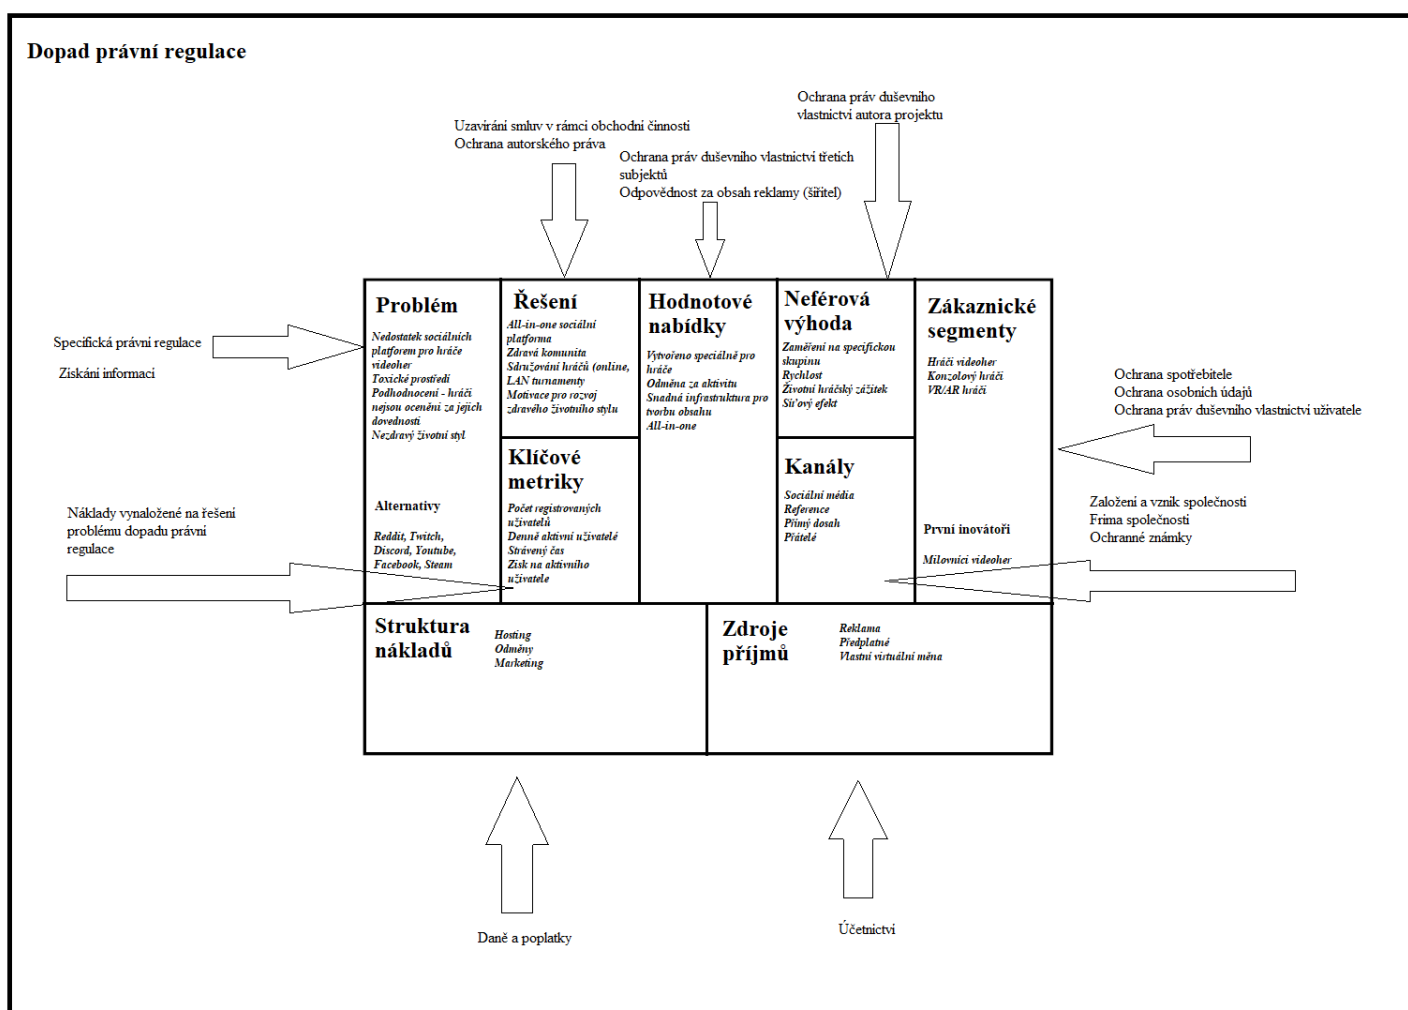 Dopad právní regulace
Ochrana práv duševního
vlastnictví autora projektu
Uzavírání smluv v rámci obchodní činnosti
Ochrana autorského práva
Ochrana práv duševního vlastnictví třetích
subjektů
Odpovědnost za obsah reklamy (šiřitel)
Specifická právní regulace
Získání informací
Problém
Nedostatek sociálních
platforem pro hráče
videoher
Toxické prostředí
Podhodnocení - hráči
nejsou ocenění za jejich
dovednosti
Nezdravý životní styl
Alternativy
Reddit, Twitch,
Discord, Youtube,
Facebook, Steam
Řešení
All-in-one sociální
platforma
Zdravá komunita
Sdružování hráčů (online,
LAN turnamenty
Motivace pro rozvoj
zdravého životního stylu
Klíčové
metriky
Počet registrovaných
uživatelů
Denně aktivní uživatelé
Strávený čas
Zisk na aktivního
uživatele
Hodnotové
nabídky
Vytvořeno speciálně pro
hráče
Odměna za aktivitu
Snadná infrastruktura pro
tvorbu obsahu
All-in-one
Neférová
výhoda
Zaměření na specifickou
skupinu
Rychlost
Životní hráčský zážitek
Síťový efekt
Kanály
Sociální média
Reference
Přímý dosah
Přátelé
Zákaznické
segmenty
Hráči videoher
Konzolový hráči
VR/AR hráči
První inovátoři
Milovníci videoher
Ochrana spotřebitele
Ochrana osobních údajů
Ochrana práv duševního vlastnictví uživatele
Náklady vynaložené na řešení
problému dopadu právní
regulace
Založení a vznik společnosti
Frima společnosti
Ochranné známky
Struktura
nákladů
Hosting
Odměny
Marketing
Zdroje
příjmů
Reklama
Předplatné
Vlastní virtuální měna
Daně a poplatky
Účetnictví